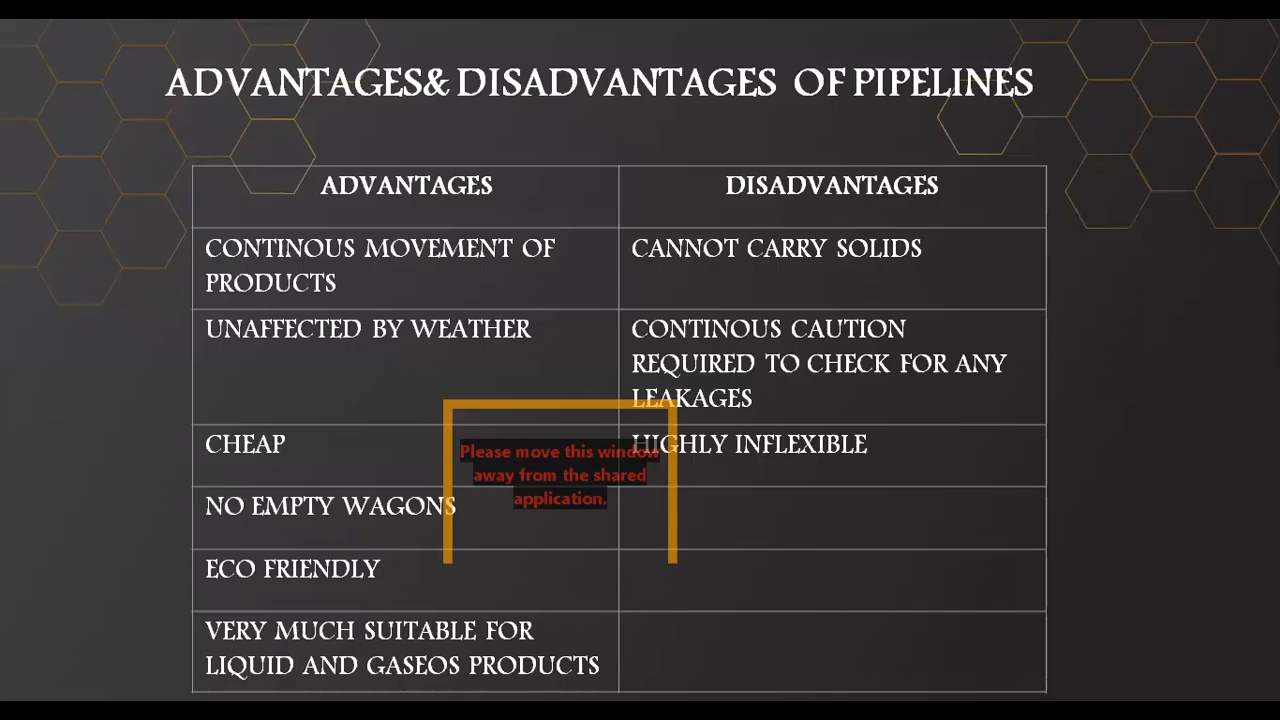 ADVANTAGES& DISADVANTAGES OF PIPELINES
ADVANTAGES
DISADVANTAGES
CONTINOUS MOVEMENT OF
PRODUCTS
CANNOT CARRY SOLIDS
UNAFFECTED BY WEATHER
CONTINOUS CAUTION
REQUIRED TO CHECK FOR ANY
LEAKAGES
CHEAP
HIGHLY INFLEXIBLE
Please move this window
away from the shared
application.
NO EMPTY WAGONS
ECO FRIENDLY
VERY MUCH SUITABLE FOR
LIQUID AND GASEOS PRODUCTS